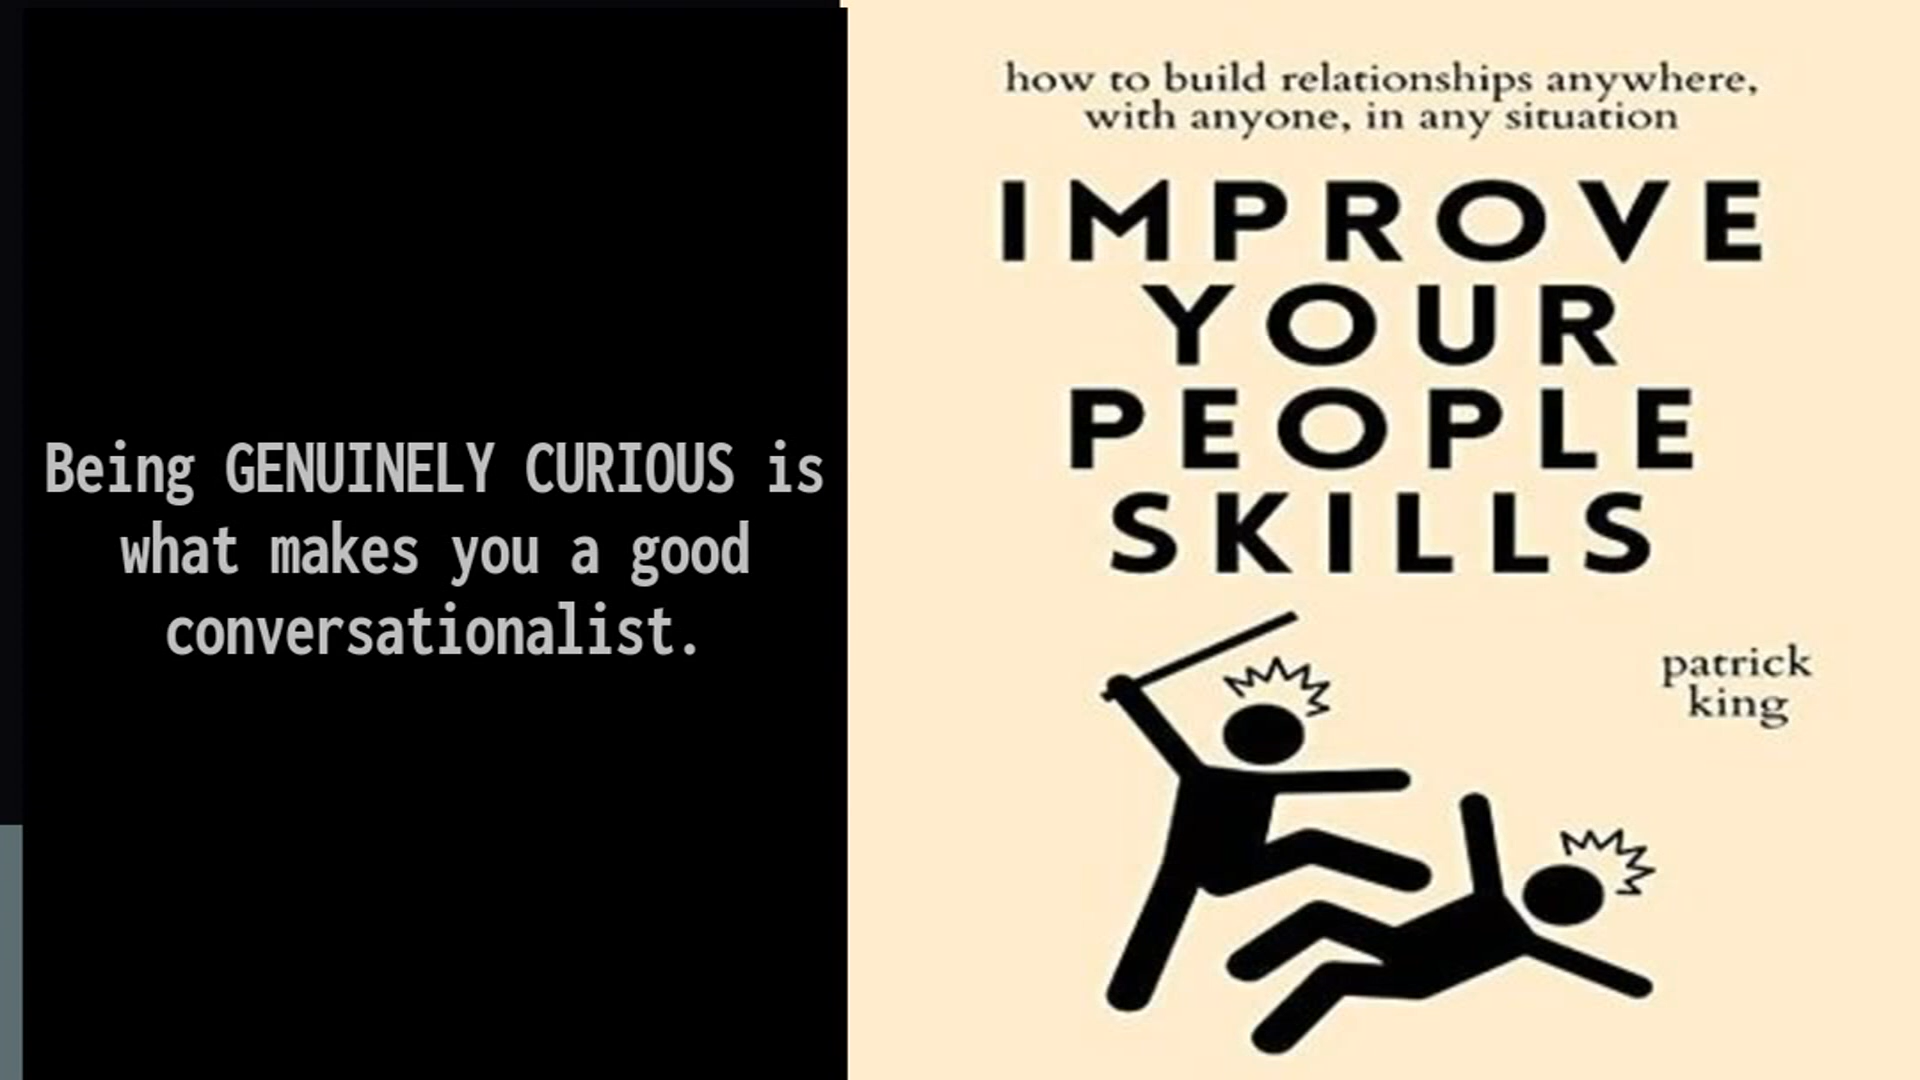 Being GENUINELY CURIOUS is
what makes you a good
conversationalist.
how to build relationships anywhere,
with anyone, in any situation
IMPROVE
YOUR
PEOPLE
SKILLS
patrick
king